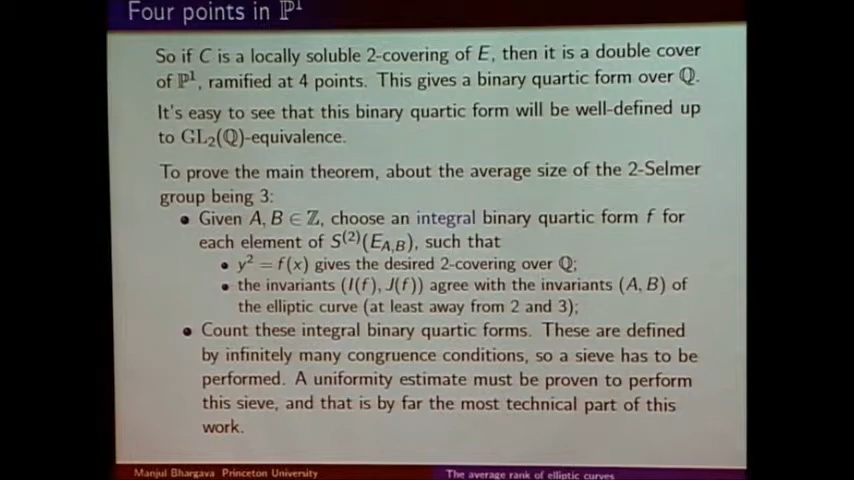 Four points in ℙ¹
So if C is a locally soluble 2-covering of E, then it is a double cover
of ℙ¹, ramified at 4 points. This gives a binary quartic form over ℚ.
It's easy to see that this binary quartic form will be well-defined up
to GL₂(ℚ)-equivalence.
To prove the main theorem, about the average size of the 2-Selmer
group being 3:
• Given A, B ∈ ℤ, choose an integral binary quartic form f for
each element of S⁽²⁾(E_{A,B}), such that
• y² = f(x) gives the desired 2-covering over ℚ;
• the invariants (I(f), J(f)) agree with the invariants (A, B) of
the elliptic curve (at least away from 2 and 3);
• Count these integral binary quartic forms. These are defined
by infinitely many congruence conditions, so a sieve has to be
performed. A uniformity estimate must be proven to perform
this sieve, and that is by far the most technical part of this
work.
Manjul Bhargava Princeton University
The average rank of elliptic curves